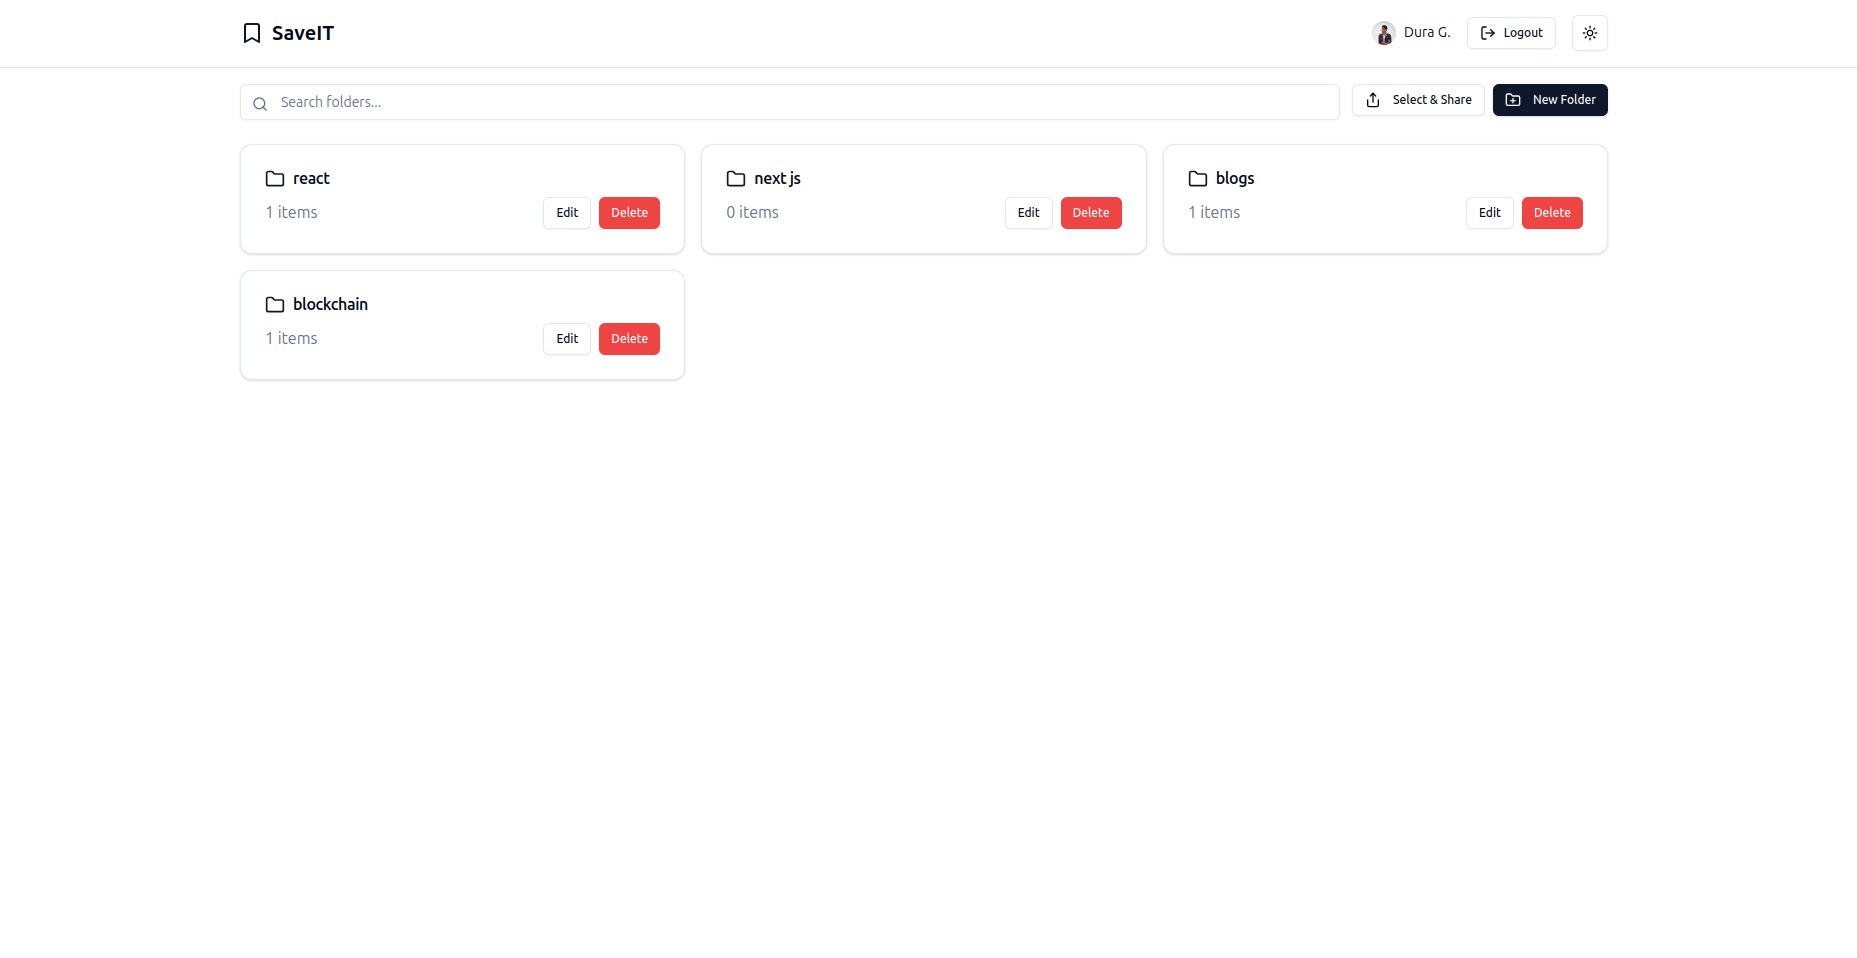 SaveIT
Dura G.
Logout
Search folders...
Select & Share
New Folder
react
1 items
Edit
Delete
next js
0 items
Edit
Delete
blogs
1 items
Edit
Delete
blockchain
1 items
Edit
Delete